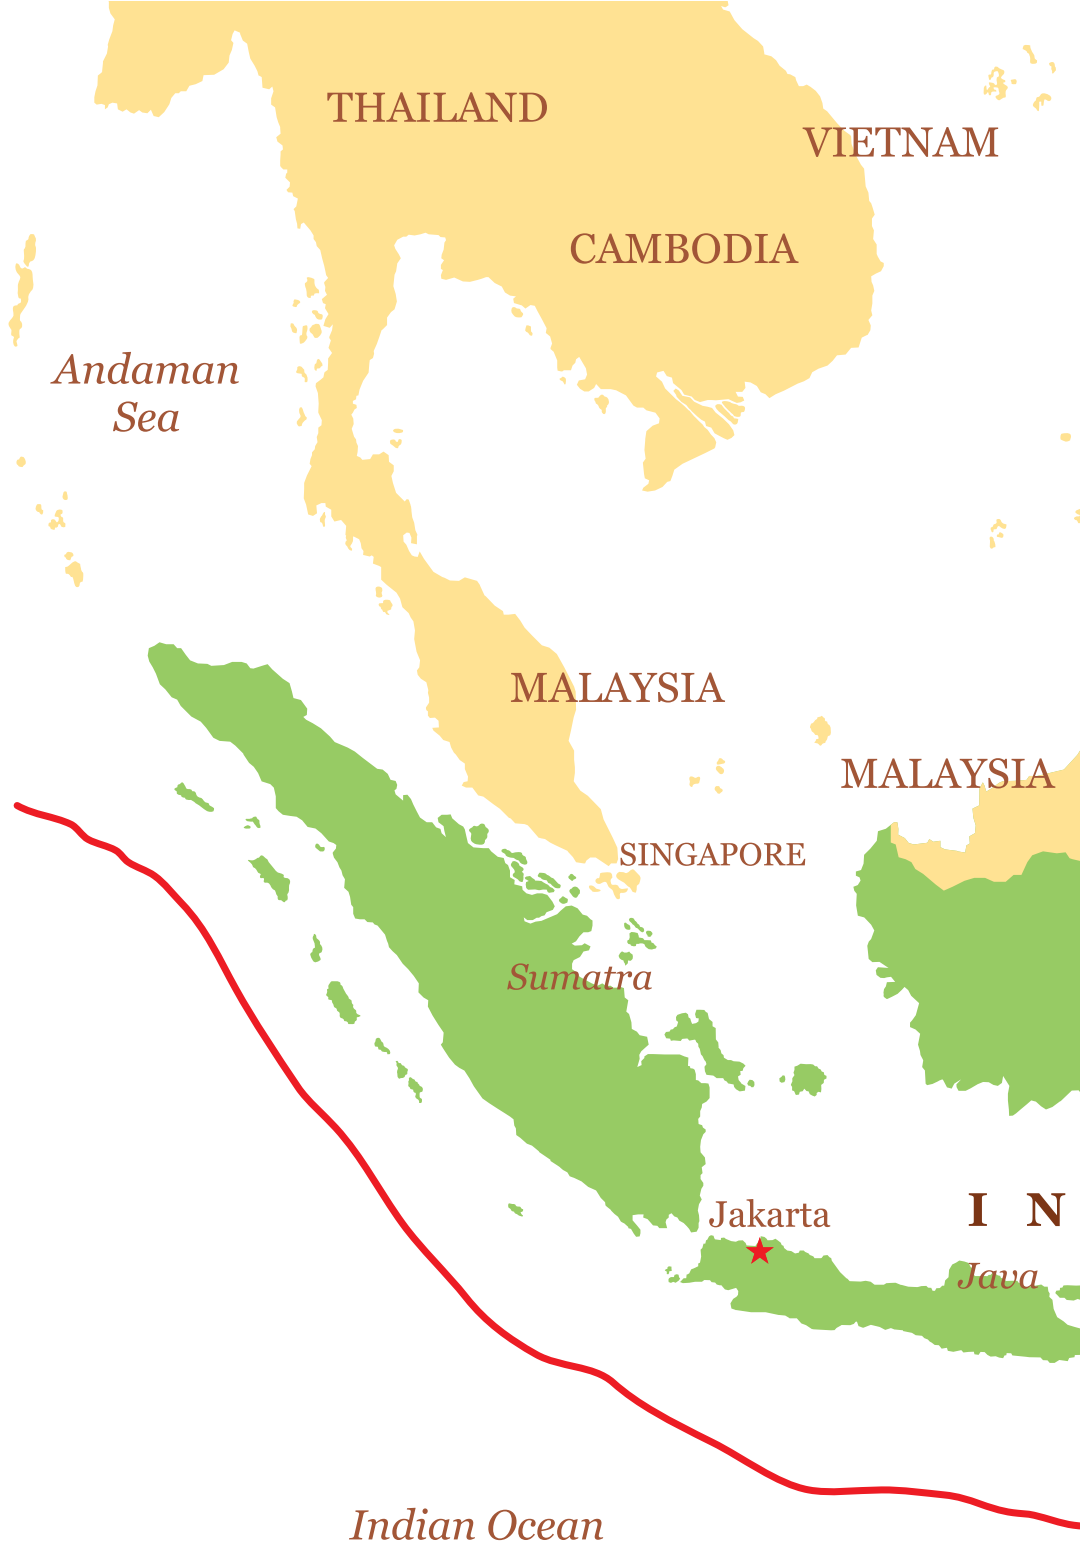 THAILAND
VIETNAM
CAMBODIA
Andaman
Sea
MALAYSIA
MALAYSIA
SINGAPORE
Sumatra
I N
Jakarta
Java
Indian Ocean